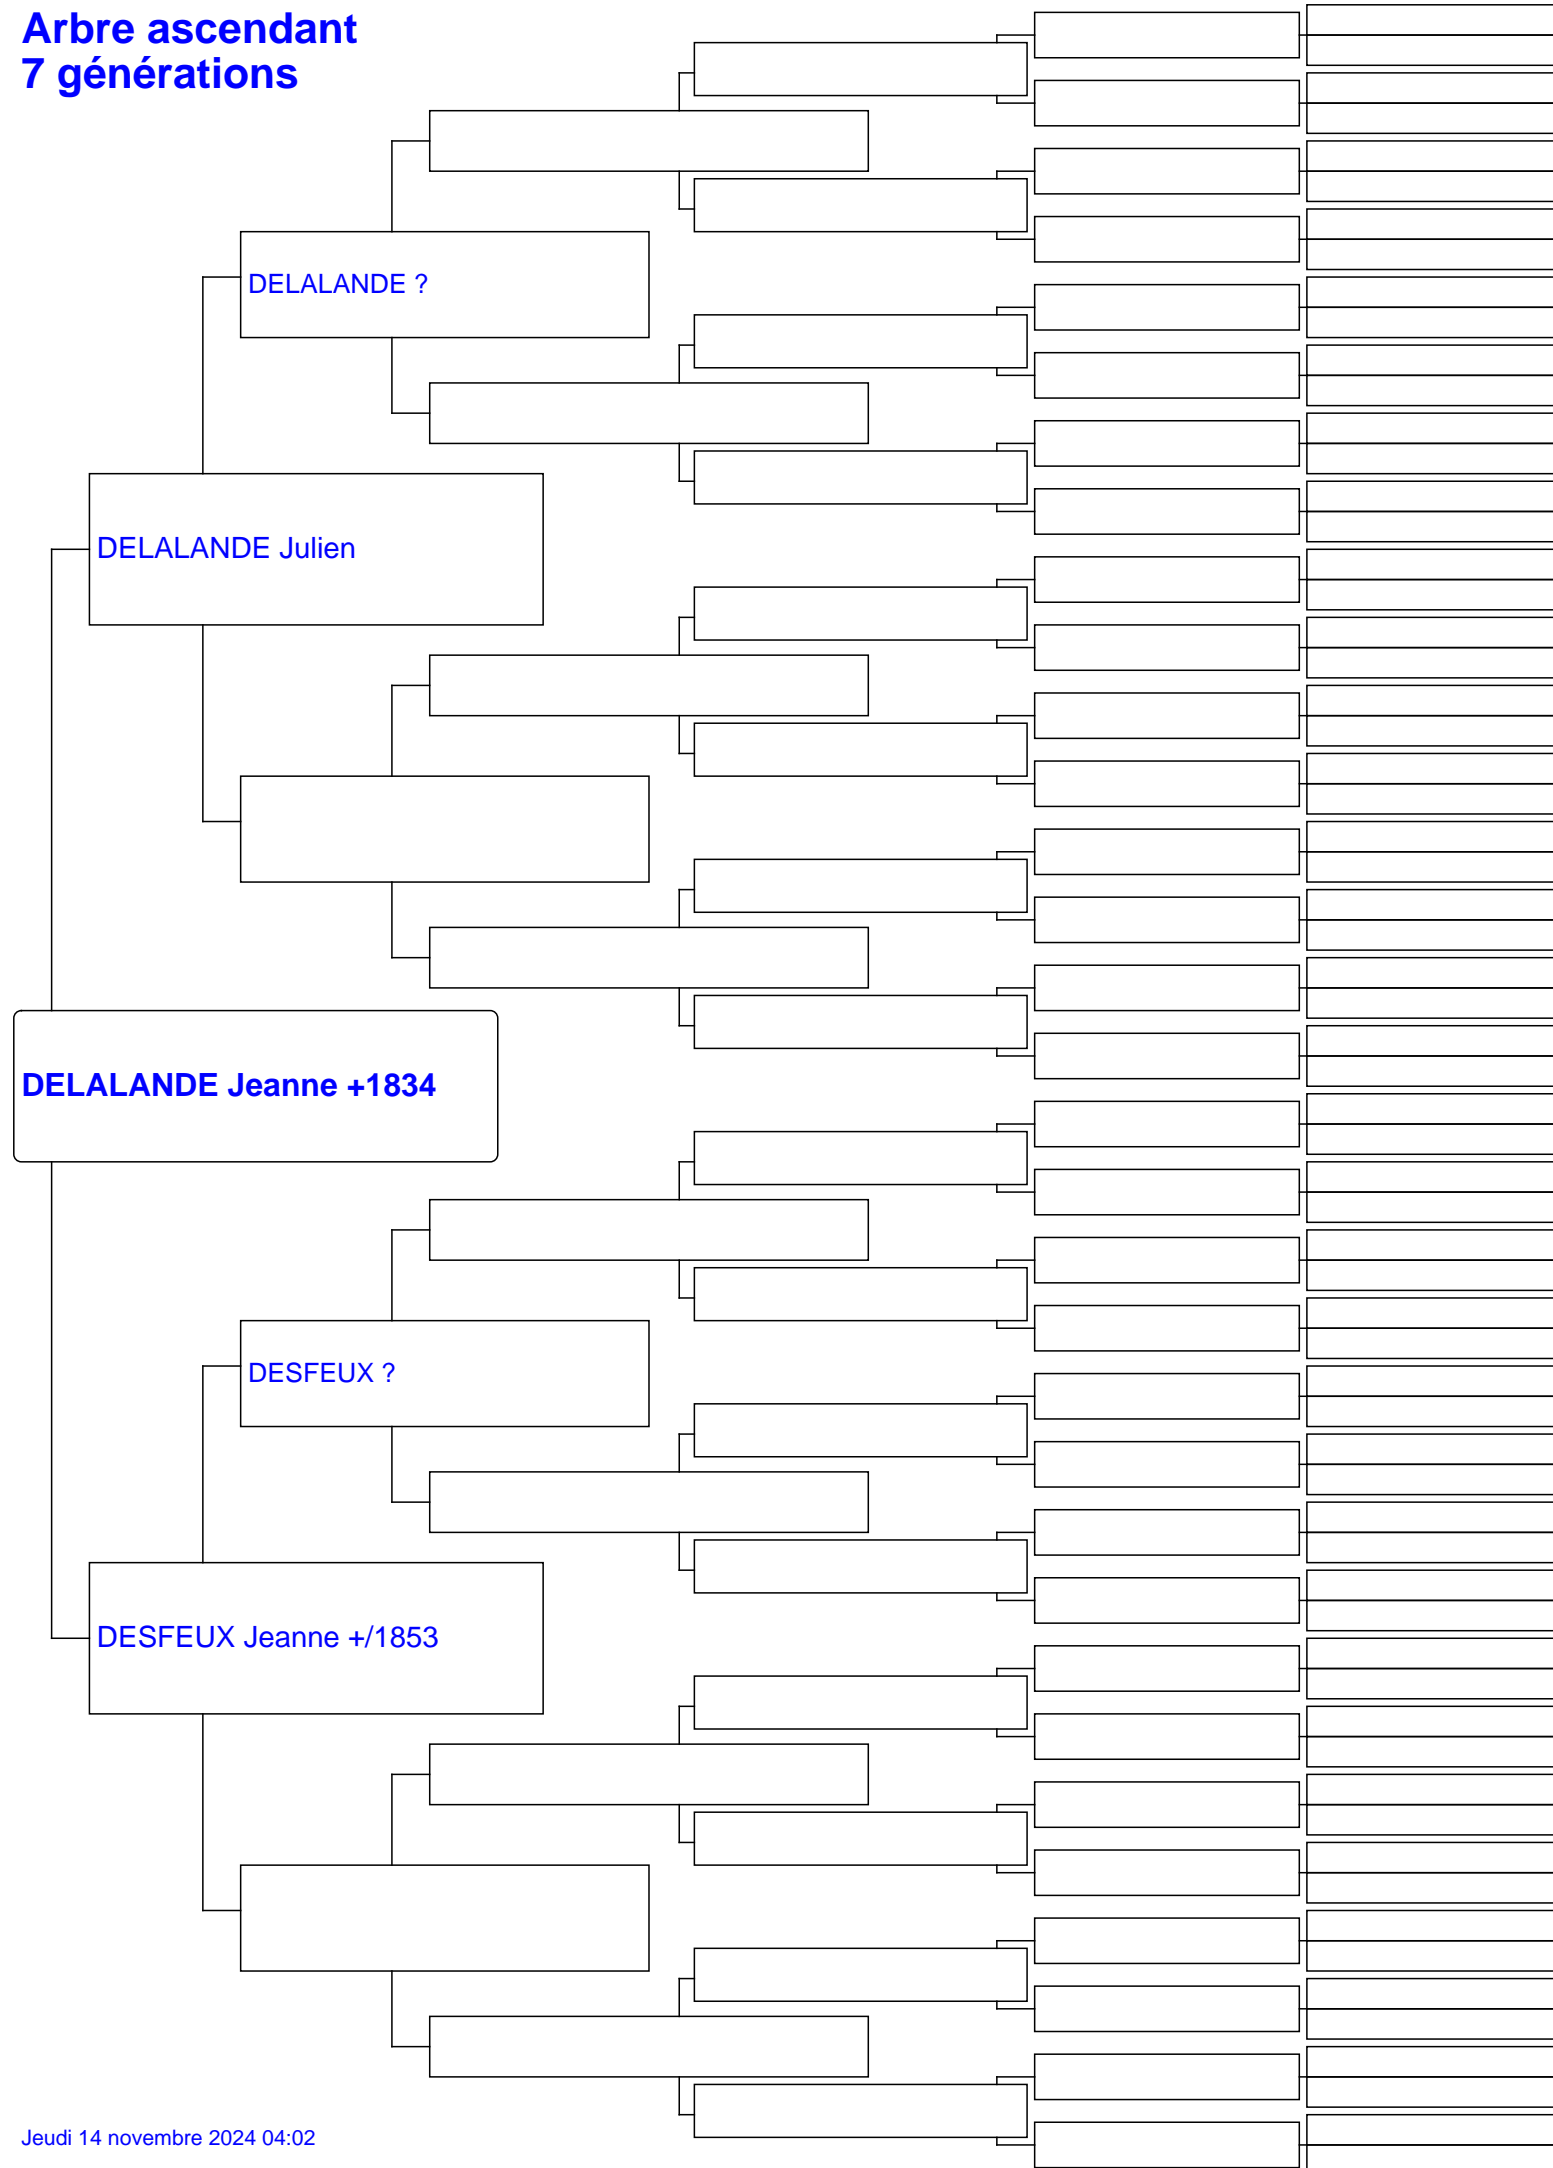 Arbre ascendant
7 générations
DELALANDE ?
DELALANDE Julien
DELALANDE Jeanne +1834
DESFEUX ?
DESFEUX Jeanne +/1853
Jeudi 14 novembre 2024 04:02